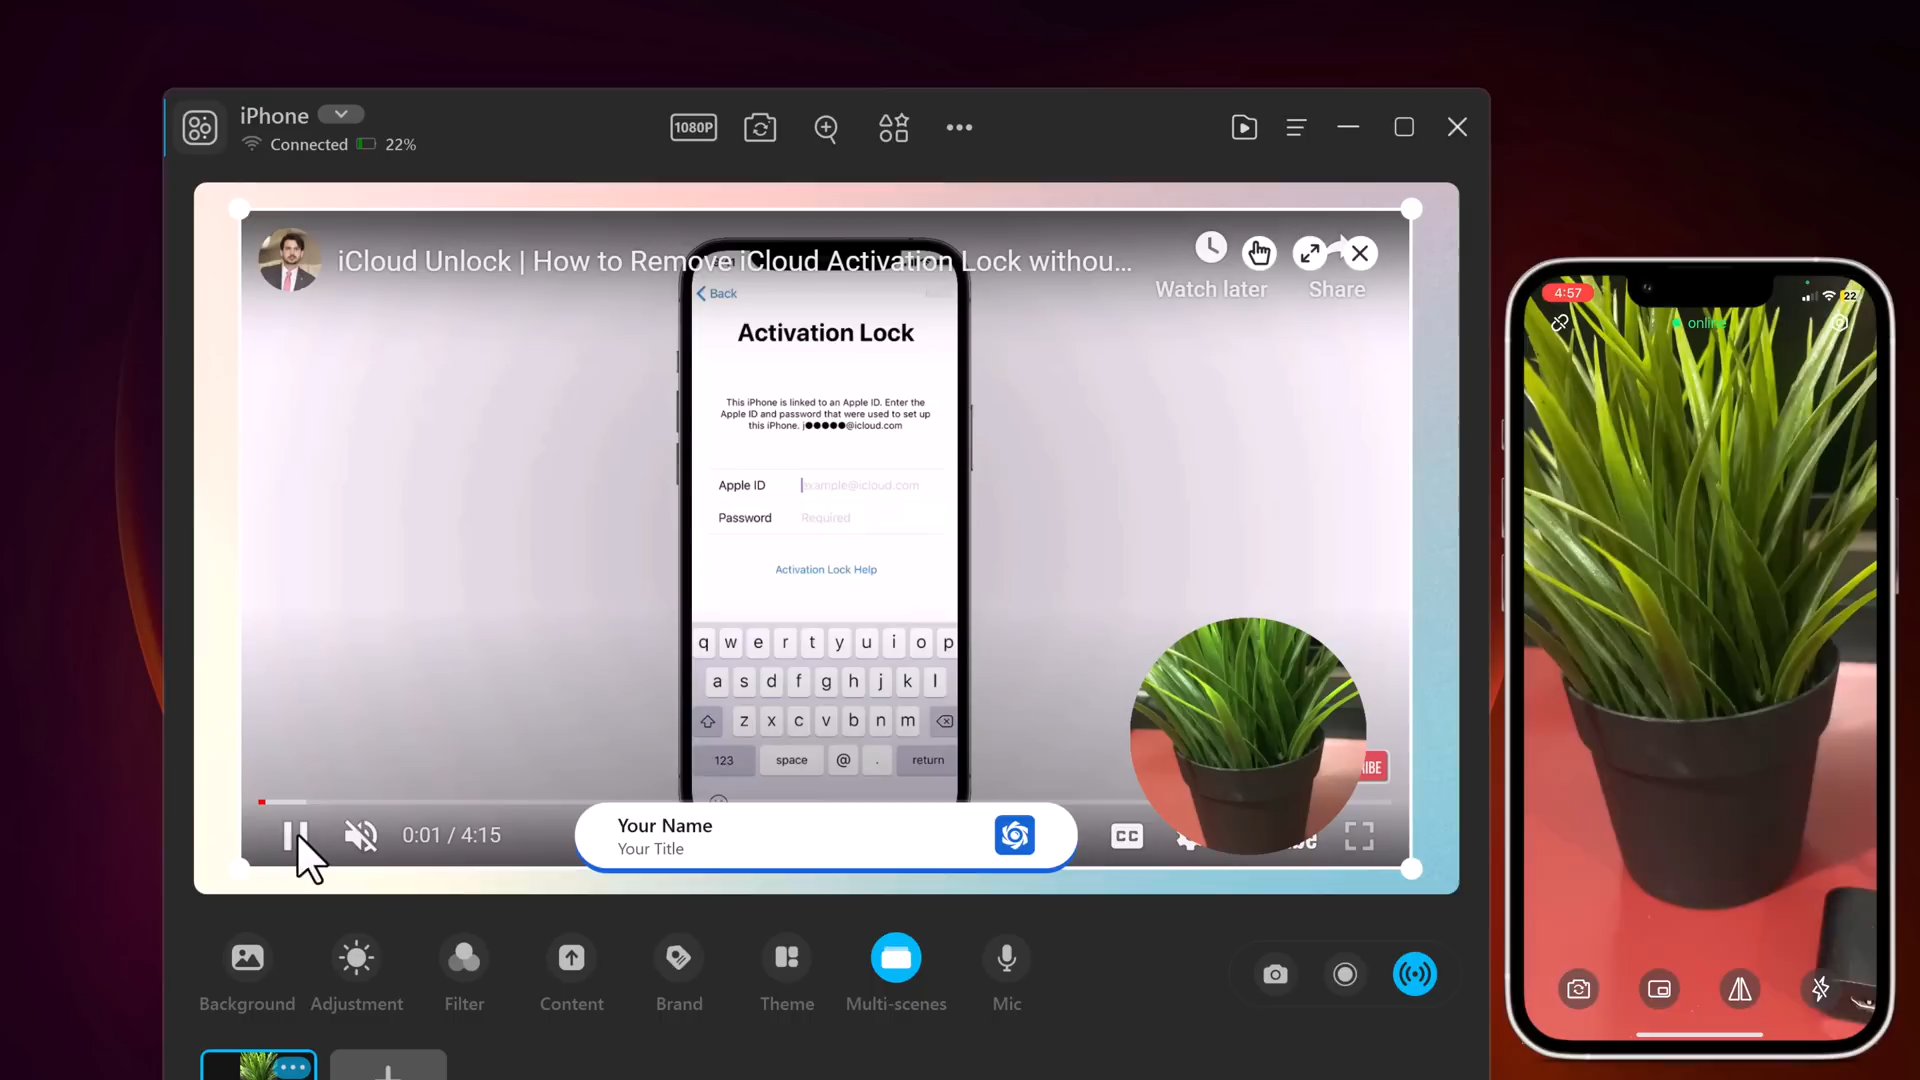 iPhone
Connected 22%
1080P
iCloud Unlock | How to Remove iCloud Activation Lock withou...
Watch later
Share
Back
Activation Lock
This iPhone is linked to an Apple ID. Enter the
Apple ID and password that were used to set up
this iPhone. j●●●●●@icloud.com
Apple ID example@icloud.com
Password Required
Activation Lock Help
q w e r t y u i o p
a s d f g h j k l
z x c v b n m
123 space @ . return
IBE
0:01 / 4:15
Your Name
Your Title
CC
Background
Adjustment
Filter
Content
Brand
Theme
Multi-scenes
Mic
4:57
22
online